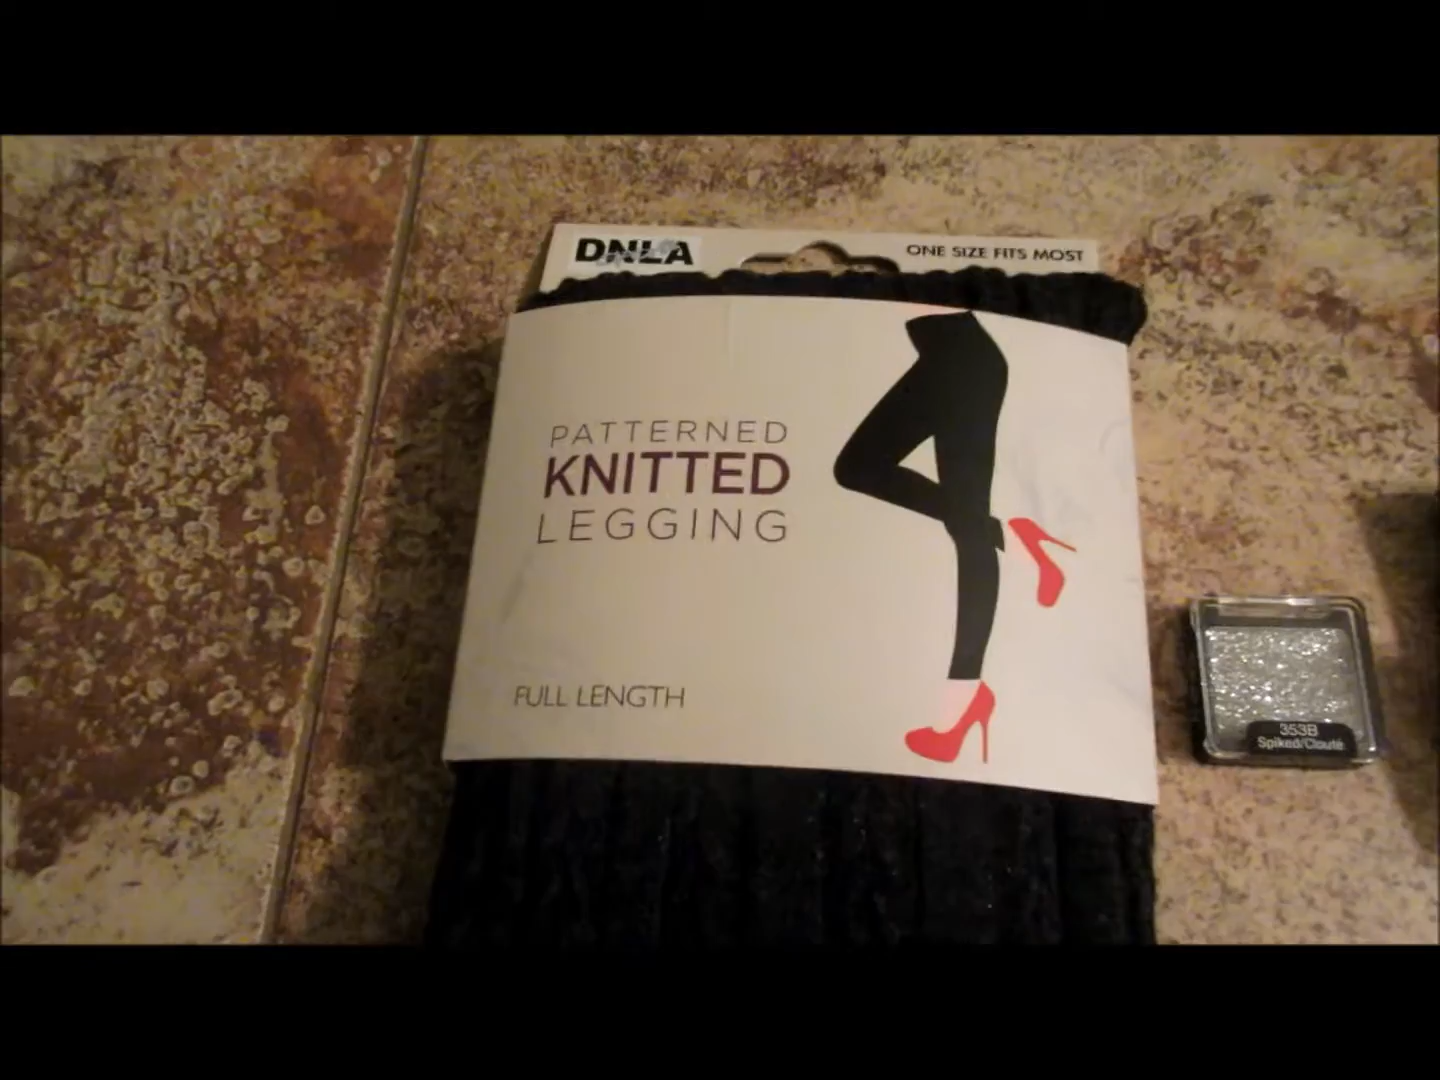 DNLA
ONE SIZE FITS MOST
PATTERNED
KNITTED
LEGGING
FULL LENGTH
353B
Spiked/Clouté